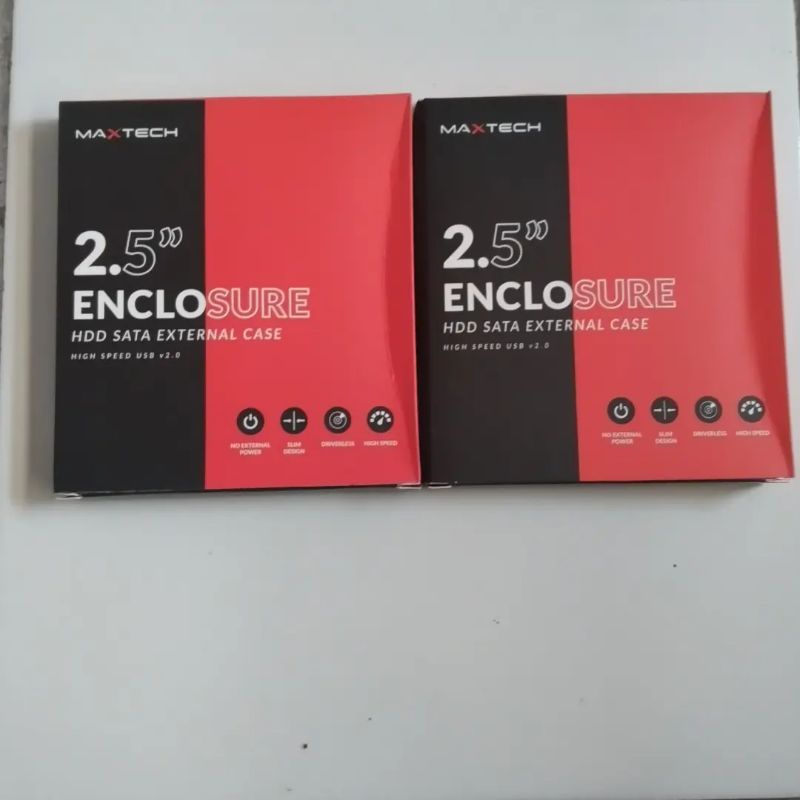 MAXTECH
2.5”
ENCLOSURE
HDD SATA EXTERNAL CASE
HIGH SPEED USB v2.0
NO EXTERNAL
POWER
SLIM
DESIGN
DRIVERLESS
HIGH SPEED
MAXTECH
2.5”
ENCLOSURE
HDD SATA EXTERNAL CASE
HIGH SPEED USB v2.0
NO EXTERNAL
POWER
SLIM
DESIGN
DRIVERLESS
HIGH SPEED